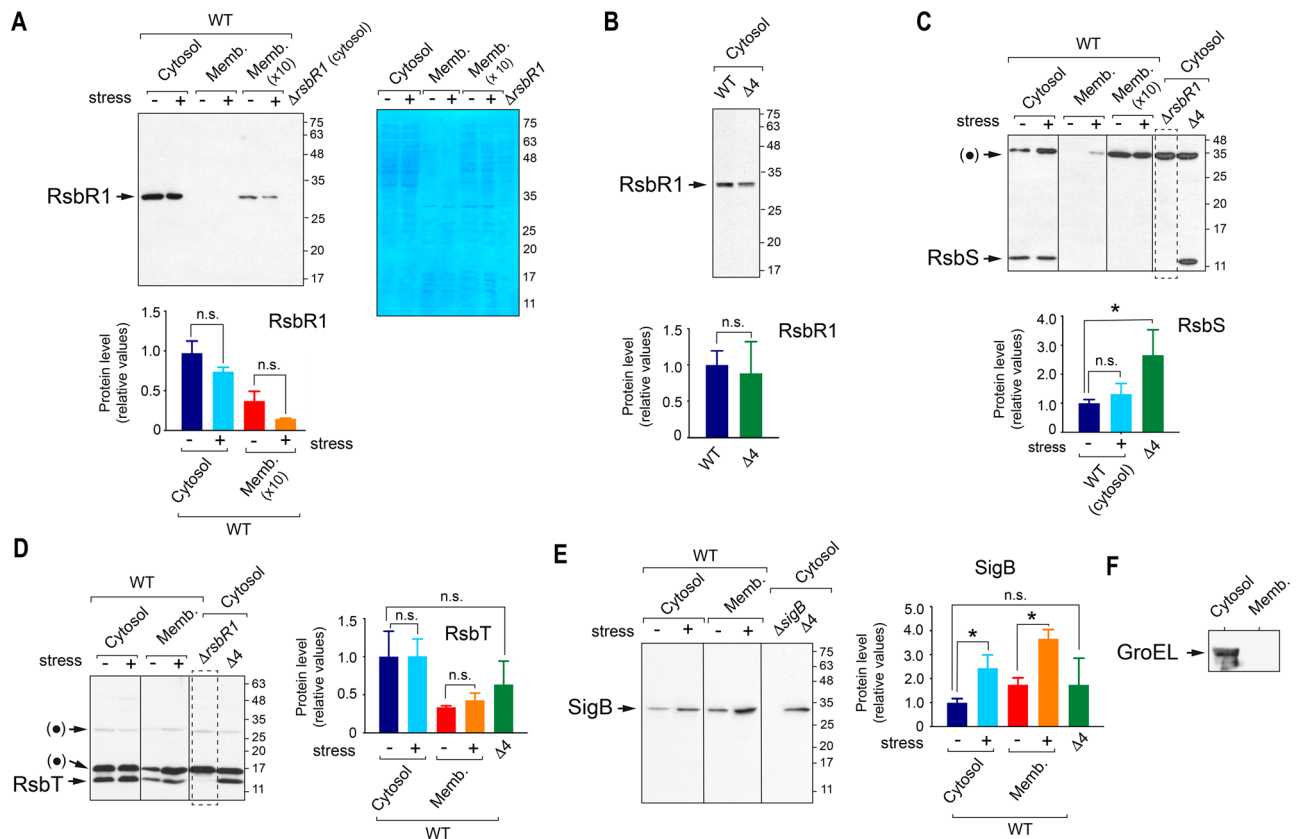 A
WT
Cytosol
Memb.
Memb.
(x10)
ΔrsbR1 (cytosol)
stress
- + - + - +
75
63
48
35
25
20
17
RsbR1
Cytosol
Memb.
Memb.
(x10)
ΔrsbR1
- + - + - +
75
63
48
35
25
20
17
11
RsbR1
Protein level
(relative values)
1.5
1.0
0.5
0
n.s.
n.s.
- + - + stress
Cytosol
Memb.
(x10)
WT
B
Cytosol
WT
Δ4
75
63
48
35
25
20
17
RsbR1
RsbR1
Protein level
(relative values)
1.5
1.0
0.5
0
n.s.
WT
Δ4
C
WT
Cytosol
Memb.
Memb.
(x10)
Cytosol
ΔrsbR1
Δ4
stress - + - + - +
(•)
RsbS
48
35
25
17
11
RsbS
Protein level
(relative values)
4.0
3.0
2.0
1.0
0
*
n.s.
stress - +
WT
(cytosol)
Δ4
D
WT
Cytosol
Memb.
Cytosol
ΔrsbR1
Δ4
stress - + - +
(•)
(•)
RsbT
63
48
35
25
20
17
11
RsbT
Protein level
(relative values)
1.5
1.0
0.5
0
n.s.
n.s.
n.s.
stress - + - +
Δ4
Cytosol
Memb.
WT
E
WT
Cytosol
Memb.
Cytosol
ΔsigB
Δ4
stress - + - +
SigB
75
63
48
35
25
20
17
11
SigB
Protein level
(relative values)
5.0
4.0
3.0
2.0
1.0
0
n.s.
*
*
stress - + - +
Δ4
Cytosol
Memb.
WT
F
Cytosol
Memb.
GroEL